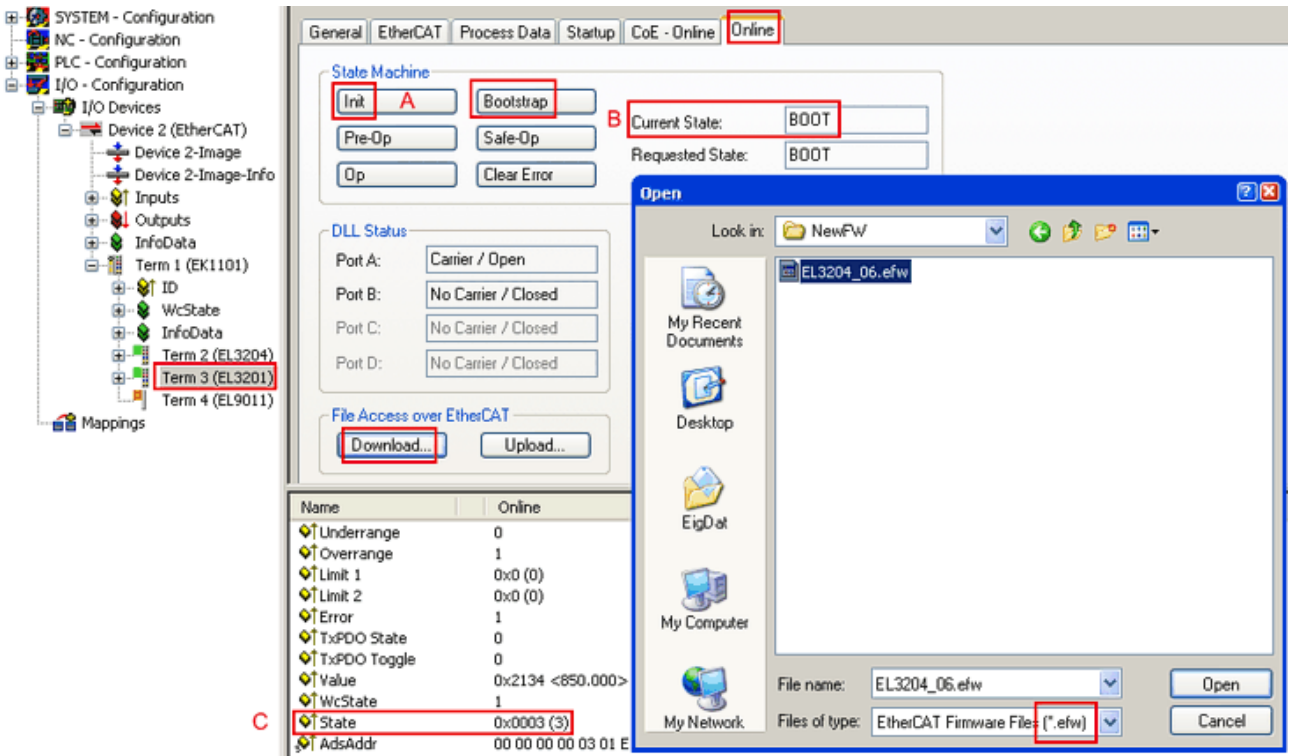 SYSTEM - Configuration
NC - Configuration
PLC - Configuration
I/O - Configuration
I/O Devices
Device 2 (EtherCAT)
Device 2-Image
Device 2-Image-Info
Inputs
Outputs
InfoData
Term 1 (EK1101)
ID
WcState
InfoData
Term 2 (EL3204)
Term 3 (EL3201)
Term 4 (EL9011)
Mappings
General EtherCAT Process Data Startup CoE - Online Online
State Machine
Init A Bootstrap
Pre-Op Safe-Op
Op Clear Error
B Current State: BOOT
Requested State: BOOT
DLL Status
Port A: Carrier / Open
Port B: No Carrier / Closed
Port C: No Carrier / Closed
Port D: No Carrier / Closed
File Access over EtherCAT
Download... Upload...
Name Online
Underrange 0
Overrange 1
Limit 1 0x0 (0)
Limit 2 0x0 (0)
Error 1
TxPDO State 0
TxPDO Toggle 0
Value 0x2134 <850.000>
WcState 1
C State 0x0003 (3)
AdsAddr 00 00 00 00 03 01 E
Open
Look in: NewFW
EL3204_06.efw
My Recent
Documents
Desktop
EigDat
My Computer
My Network
File name: EL3204_06.efw Open
Files of type: EtherCAT Firmware Files (*.efw) Cancel